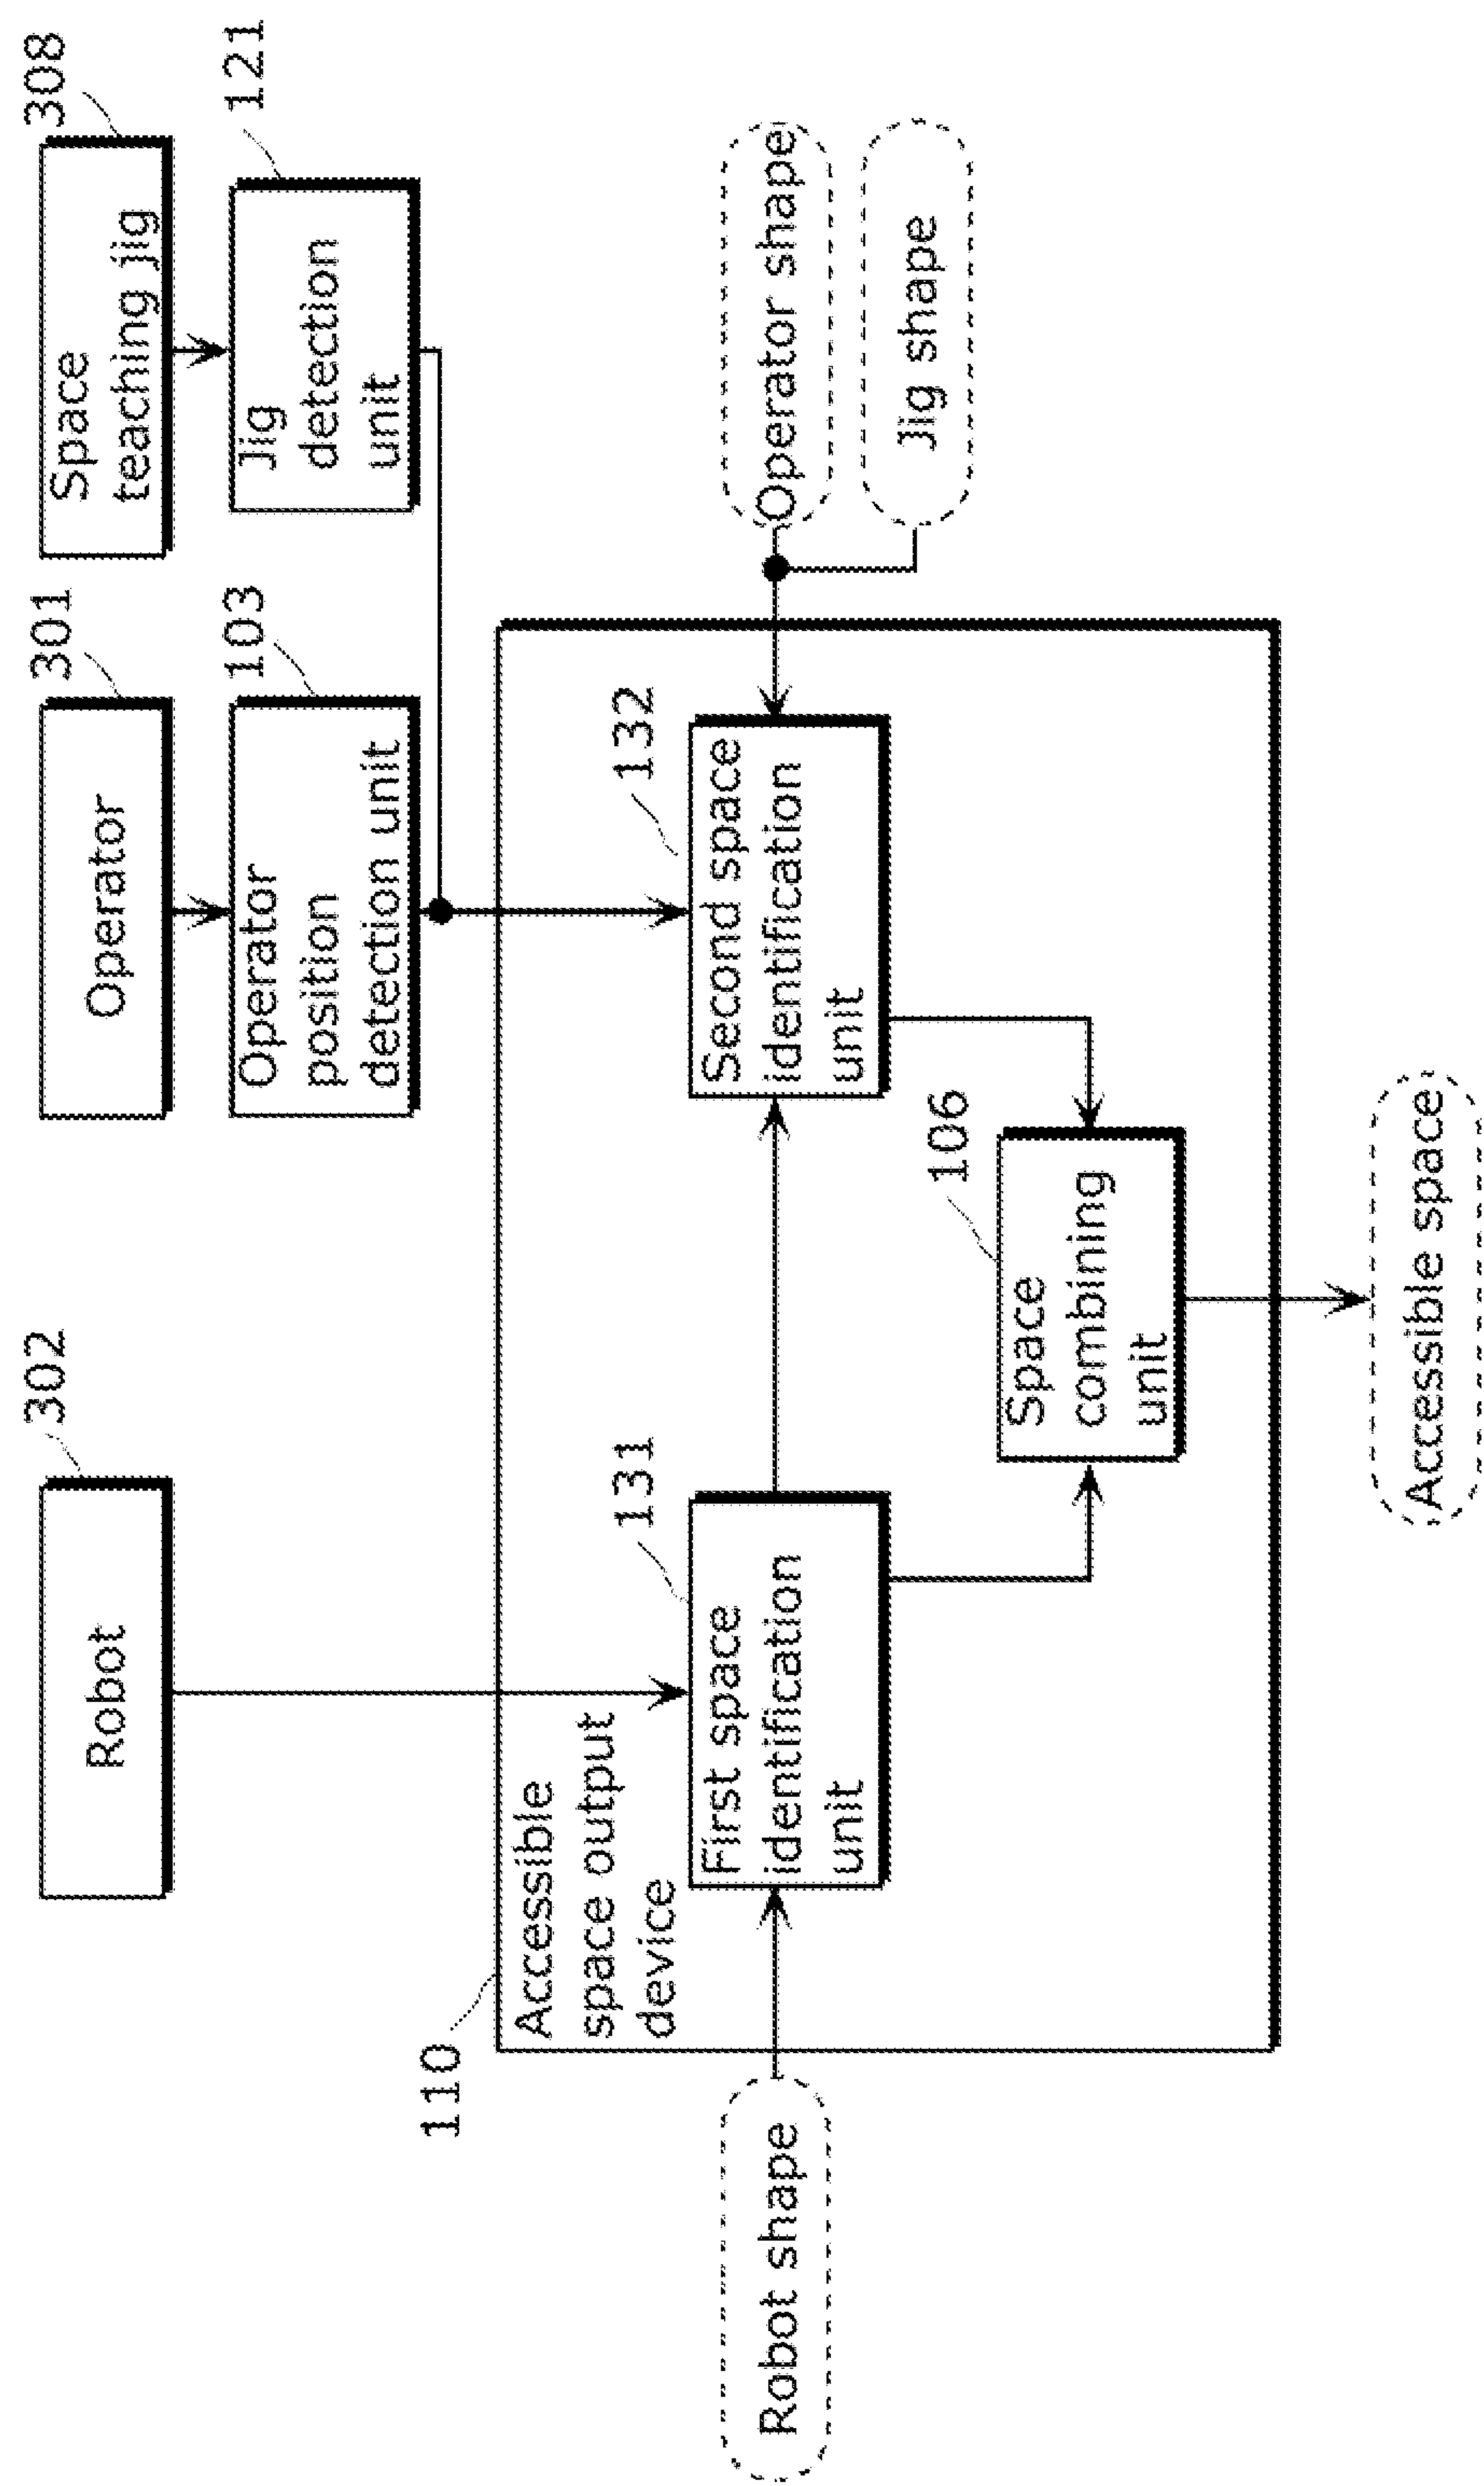 302
301
308
Robot
Operator
Space
teaching jig
103
121
Operator
position
detection unit
Jig
detection
unit
110
Accessible
space output
device
131
132
Robot shape
First space
identification
unit
Second space
identification
unit
Operator shape
Jig shape
106
Space
combining
unit
Accessible space